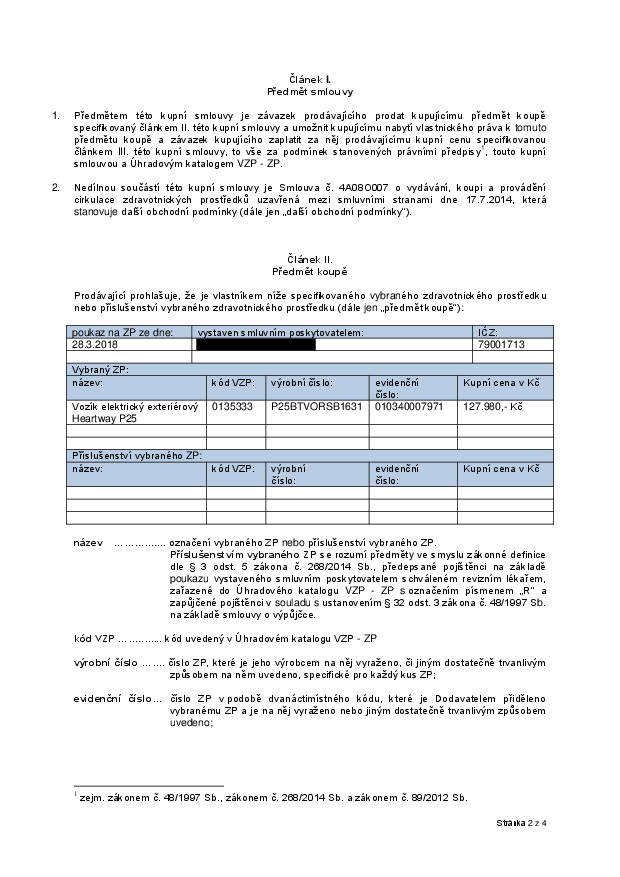 Článek I.
Předmět smlouvy
1. Předmětem této kupní smlouvy je závazek prodávajícího prodat kupujícímu předmět koupě
specifikovaný článkem II. této kupní smlouvy a umožnit kupujícímu nabytí vlastnického práva k tomuto
předmětu koupě a závazek kupujícího zaplatit za něj prodávajícímu kupní cenu specifikovanou
článkem III. této kupní smlouvy, to vše za podmínek stanovených právními předpisy1, touto kupní
smlouvou a Úhradovým katalogem VZP - ZP.
2. Nedílnou součástí této kupní smlouvy je Smlouva č. 4A08O007 o vydávání, koupi a provádění
cirkulace zdravotnických prostředků uzavřená mezi smluvními stranami dne 17.7.2014, která
stanovuje další obchodní podmínky (dále jen „další obchodní podmínky“).
Článek II.
Předmět koupě
Prodávající prohlašuje, že je vlastníkem níže specifikovaného vybraného zdravotnického prostředku
nebo příslušenství vybraného zdravotnického prostředku (dále jen „předmět koupě“):
poukaz na ZP ze dne: vystaven smluvním poskytovatelem: IČZ:
28.3.2018 79001713
Vybraný ZP:
název: kód VZP: výrobní číslo: evidenční číslo: Kupní cena v Kč
Vozík elektrický exteriérový 0135333 P25BTVORSB1631 010340007971 127.980,- Kč
Heartway P25
Příslušenství vybraného ZP:
název: kód VZP: výrobní číslo: evidenční číslo: Kupní cena v Kč
název ................ označení vybraného ZP nebo příslušenství vybraného ZP.
Příslušenstvím vybraného ZP se rozumí předměty ve smyslu zákonné definice
dle § 3 odst. 5 zákona č. 268/2014 Sb., předepsané pojištěnci na základě
poukazu vystaveného smluvním poskytovatelem schváleném revizním lékařem,
zařazené do Úhradového katalogu VZP - ZP s označením písmenem „R“ a
zapůjčené pojištěnci v souladu s ustanovením § 32 odst. 3 zákona č. 48/1997 Sb.
na základě smlouvy o výpůjčce.
kód VZP ............. kód uvedený v Úhradovém katalogu VZP - ZP
výrobní číslo ....... číslo ZP, které je jeho výrobcem na něj vyraženo, či jiným dostatečně trvanlivým
způsobem na něm uvedeno, specifické pro každý kus ZP;
evidenční číslo.... číslo ZP v podobě dvanáctimístného kódu, které je Dodavatelem přiděleno
vybranému ZP a je na něj vyraženo nebo jiným dostatečně trvanlivým způsobem
uvedeno;
1 zejm. zákonem č. 48/1997 Sb., zákonem č. 268/2014 Sb. a zákonem č. 89/2012 Sb.
Stránka 2 z 4